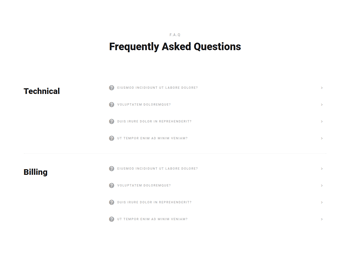 FAQ
Frequently Asked Questions
Technical
EIUSMOD INCIDIDUNT UT LABORE DOLORE?
VOLUPTATEM DOLOREMQUE?
DUIS IRURE DOLOR IN REPREHENDERIT?
UT TEMPOR ENIM AD MINIM VENIAM?
Billing
EIUSMOD INCIDIDUNT UT LABORE DOLORE?
VOLUPTATEM DOLOREMQUE?
DUIS IRURE DOLOR IN REPREHENDERIT?
UT TEMPOR ENIM AD MINIM VENIAM?